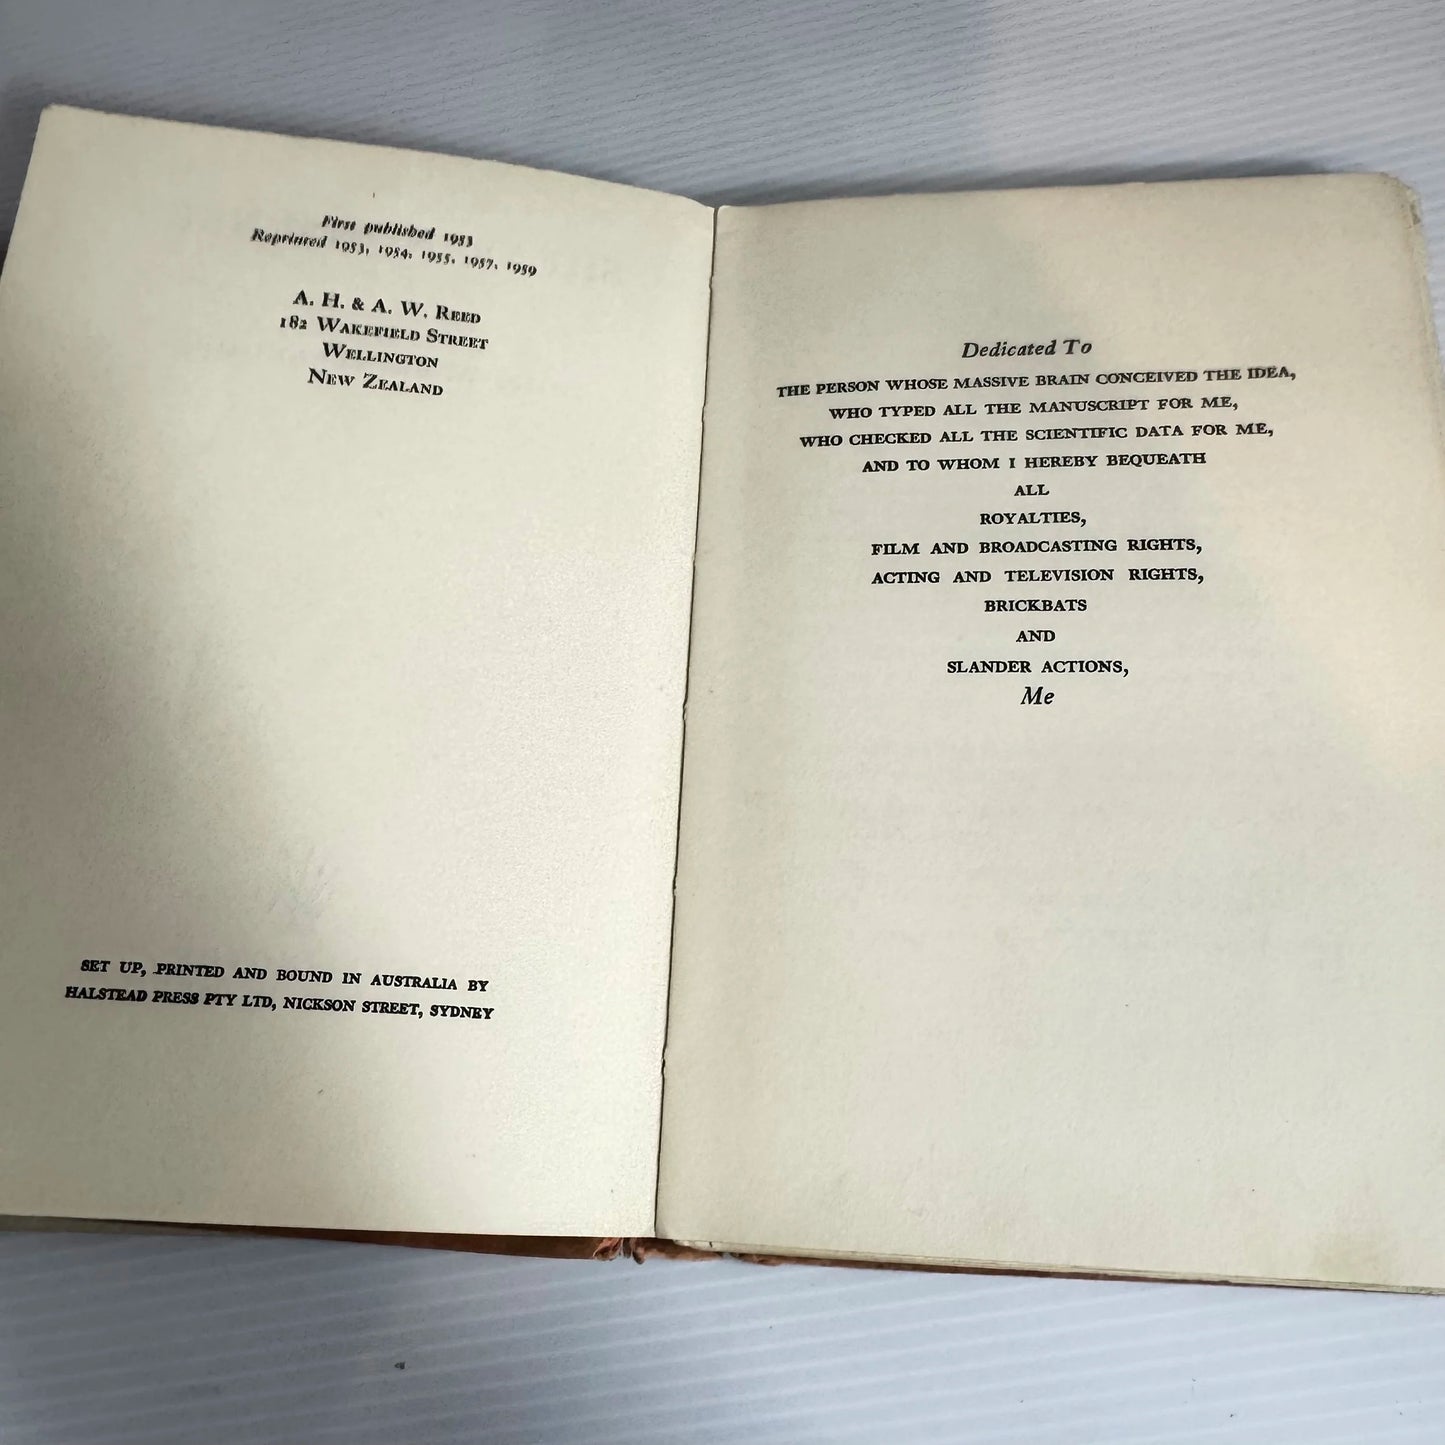 First published 1953
Reprinted 1953, 1954, 1955, 1957, 1959
A. H. & A. W. REED
182 WAKEFIELD STREET
WELLINGTON
NEW ZEALAND
SET UP, PRINTED AND BOUND IN AUSTRALIA BY
HALSTEAD PRESS PTY LTD, NICKSON STREET, SYDNEY
Dedicated To
THE PERSON WHOSE MASSIVE BRAIN CONCEIVED THE IDEA,
WHO TYPED ALL THE MANUSCRIPT FOR ME,
WHO CHECKED ALL THE SCIENTIFIC DATA FOR ME,
AND TO WHOM I HEREBY BEQUEATH
ALL
ROYALTIES,
FILM AND BROADCASTING RIGHTS,
ACTING AND TELEVISION RIGHTS,
BRICKBATS
AND
SLANDER ACTIONS,
Me